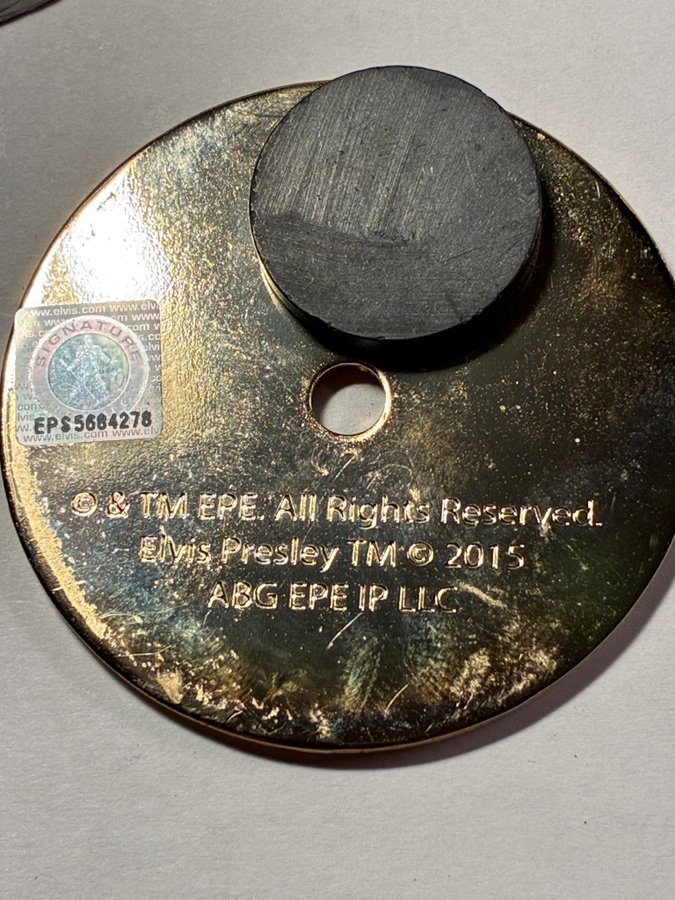 www.elvis.com
SIGNATURE
EPS5684278
© & TM EPE. All Rights Reserved.
Elvis Presley TM © 2015
ABG EPE IP LLC